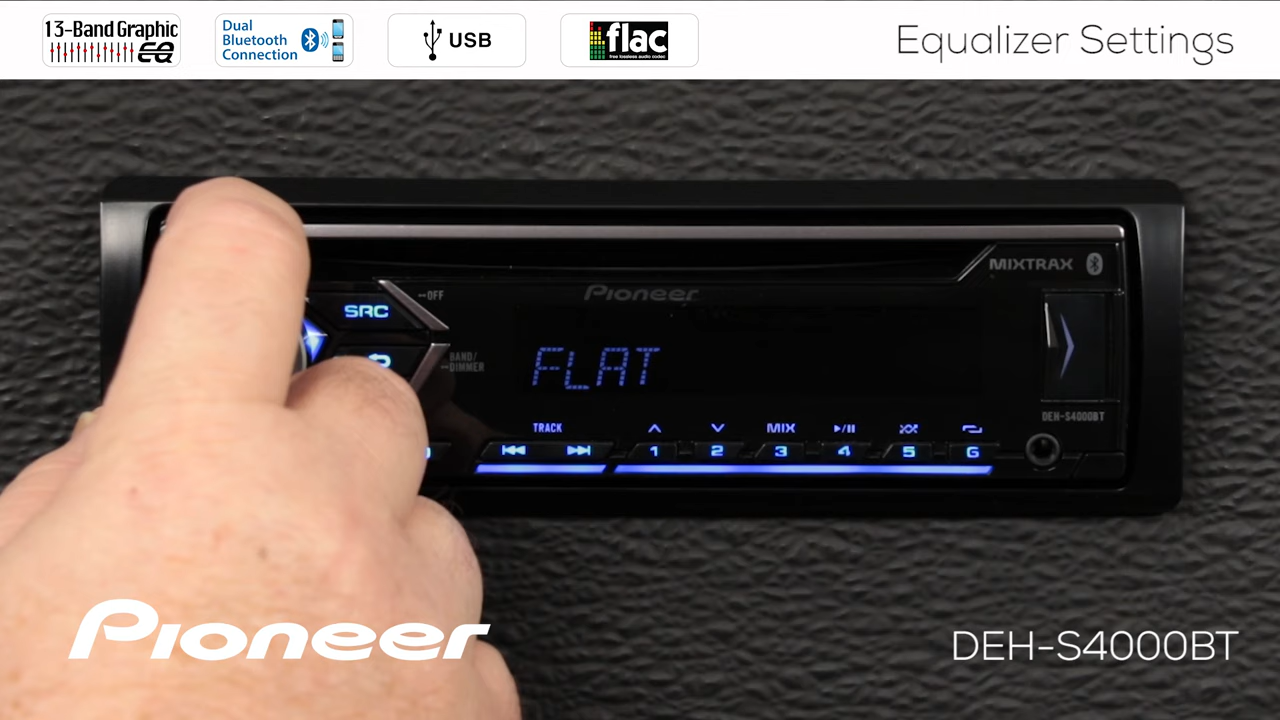 13-Band Graphic
EQ
Dual
Bluetooth
Connection
USB
flac
free lossless audio codec
Equalizer Settings
MIXTRAX
OFF
Pioneer
SRC
BAND/
DIMMER
FLAT
DEH-S4000BT
TRACK
MIX
1 2 3 4 5 6
Pioneer
DEH-S4000BT